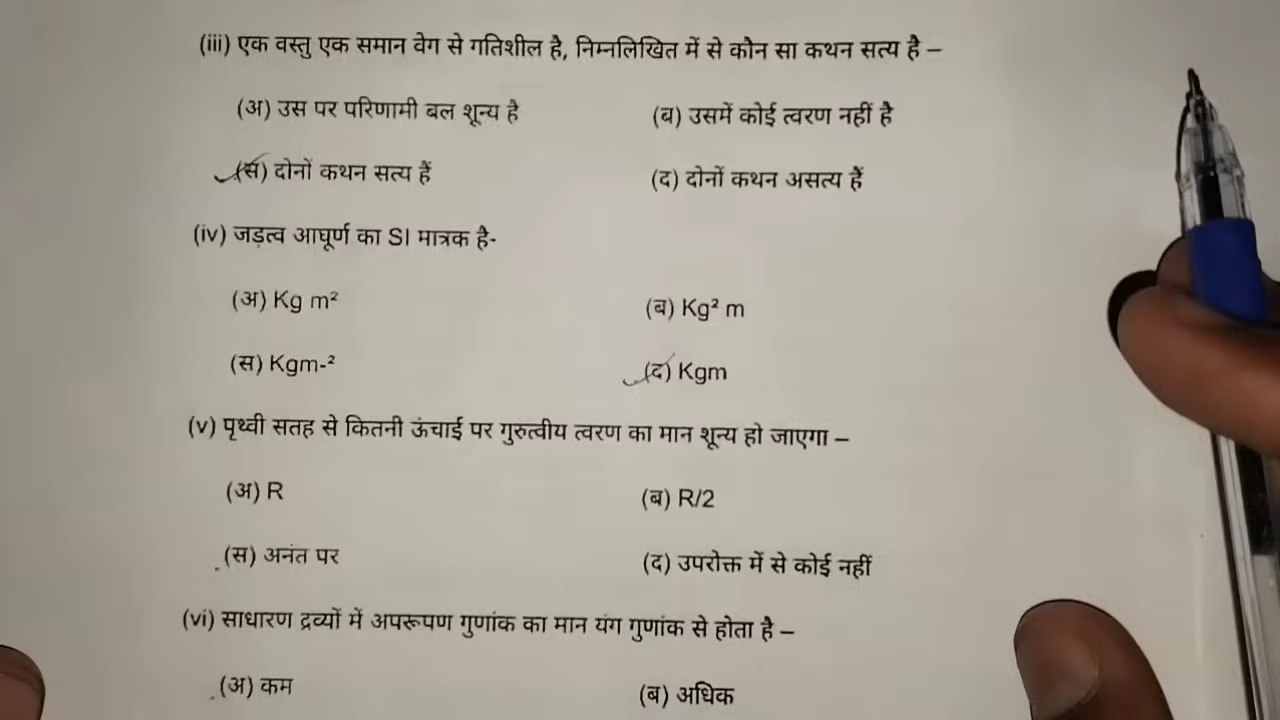 (iii) एक वस्तु एक समान वेग से गतिशील है, निम्नलिखित में से कौन सा कथन सत्य है –
(अ) उस पर परिणामी बल शून्य है (ब) उसमें कोई त्वरण नहीं है
(स) दोनों कथन सत्य हैं (द) दोनों कथन असत्य हैं
(iv) जड़त्व आघूर्ण का SI मात्रक है-
(अ) Kg m² (ब) Kg² m
(स) Kgm-² (द) Kgm
(v) पृथ्वी सतह से कितनी ऊंचाई पर गुरुत्वीय त्वरण का मान शून्य हो जाएगा –
(अ) R (ब) R/2
(स) अनंत पर (द) उपरोक्त में से कोई नहीं
(vi) साधारण द्रव्यों में अपरूपण गुणांक का मान यंग गुणांक से होता है –
(अ) कम (ब) अधिक